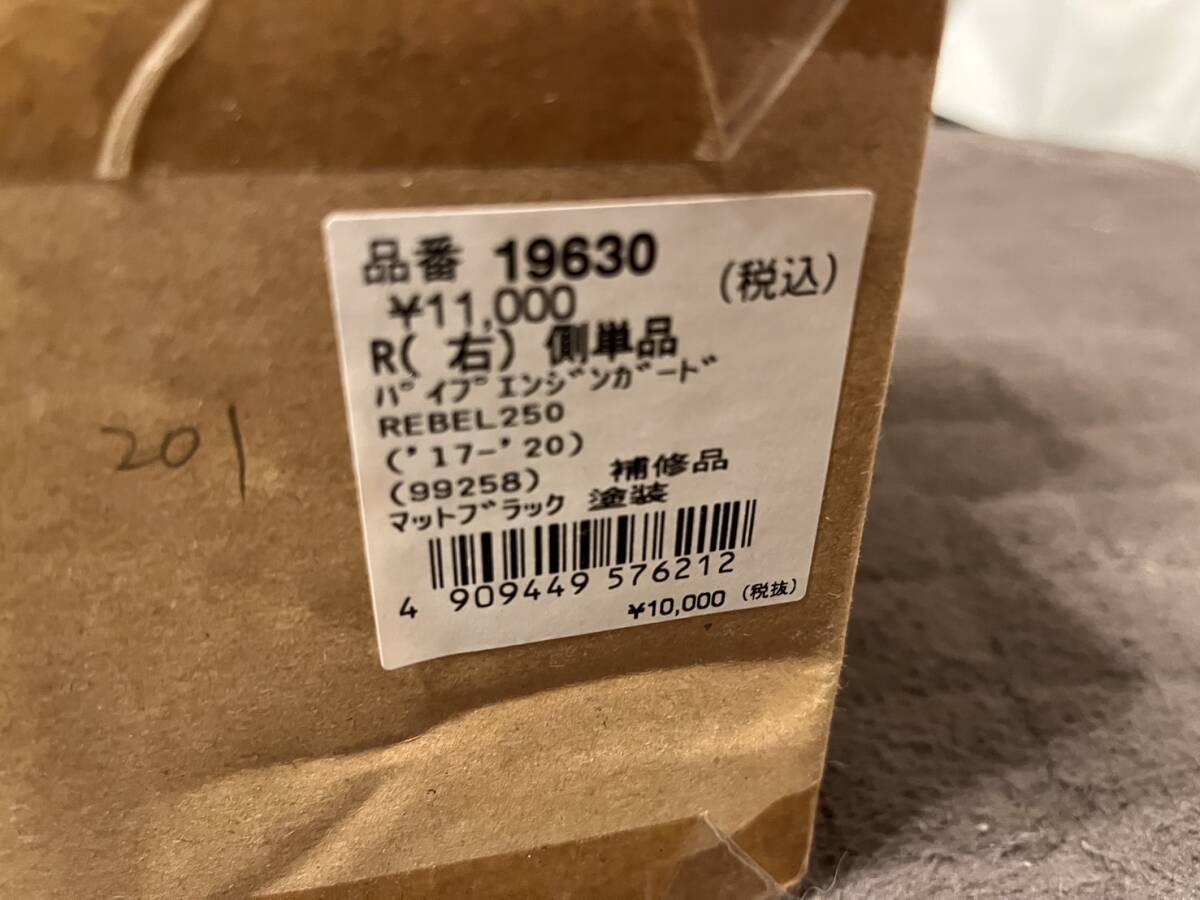 品番 19630
¥11,000 (税込)
R( 右) 側単品
パイプエンジンガード
REBEL250
('17-'20)
(99258) 補修品
マットブラック 塗装
4 909449 576212
¥10,000 (税抜)
201